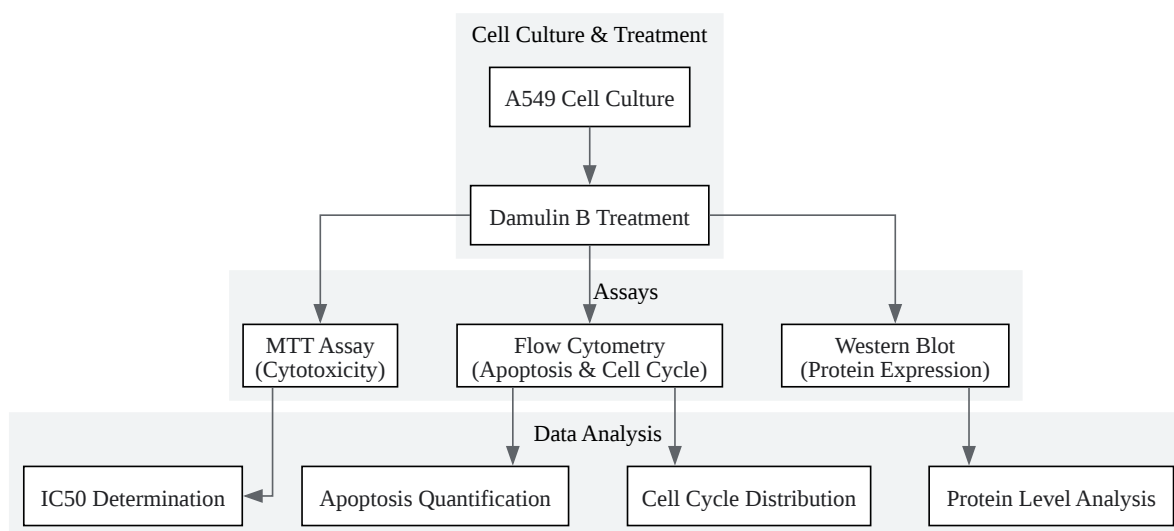 Cell Culture & Treatment
A549 Cell Culture
Damulin B Treatment
Assays
MTT Assay
(Cytotoxicity)
Flow Cytometry
(Apoptosis & Cell Cycle)
Western Blot
(Protein Expression)
Data Analysis
IC50 Determination
Apoptosis Quantification
Cell Cycle Distribution
Protein Level Analysis